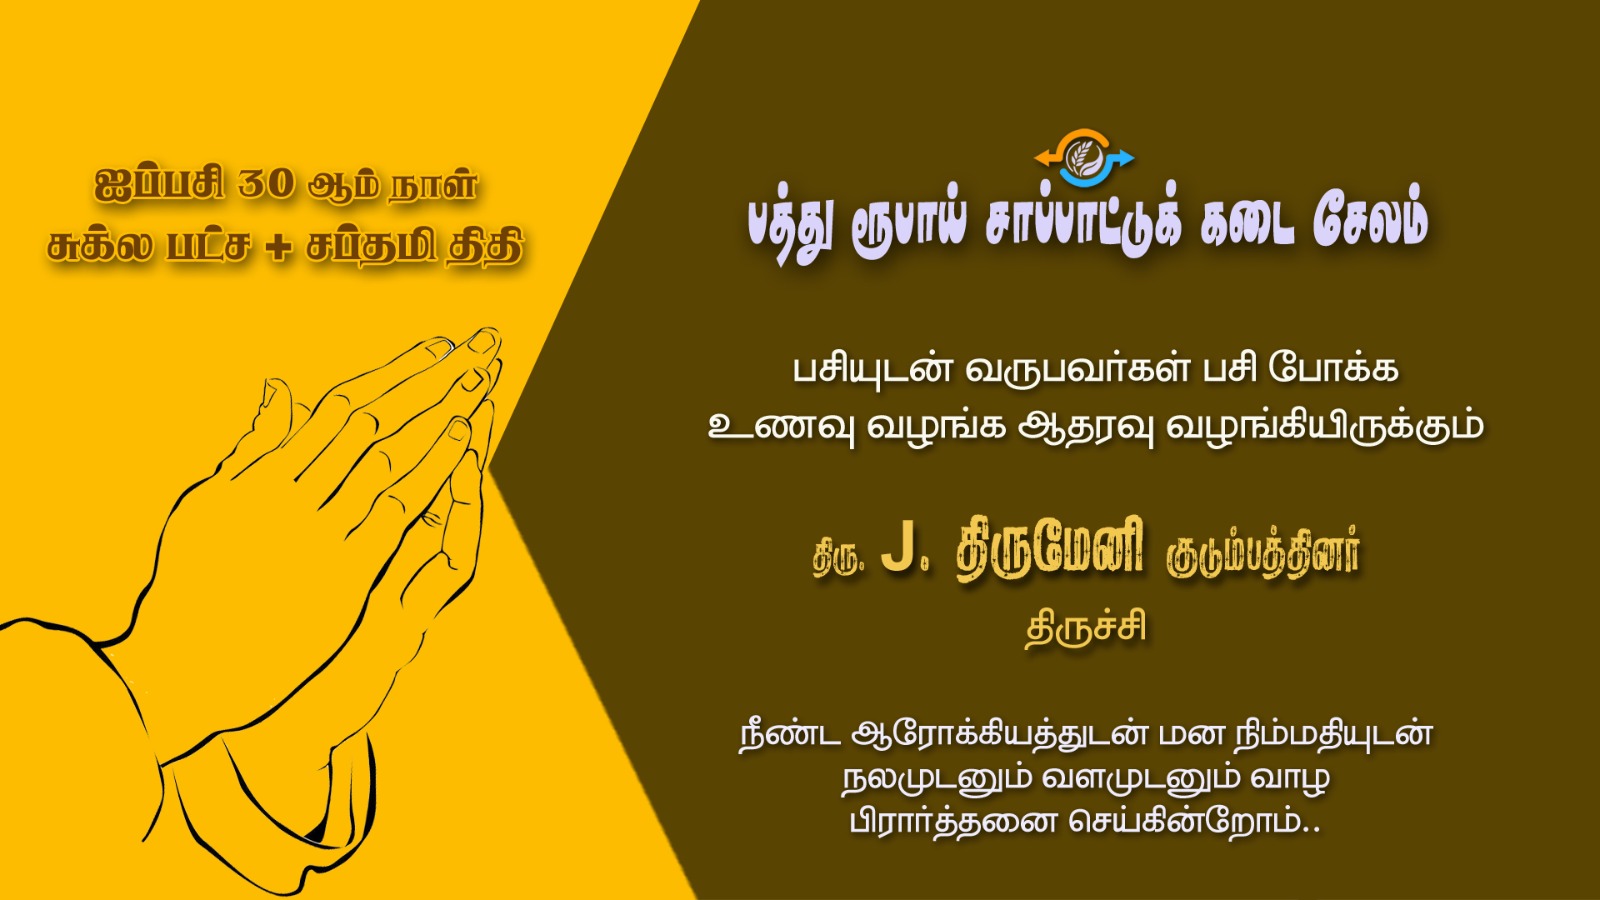 ஐப்பசி 30 ஆம் நாள்
சுக்ல பட்ச + சப்தமி திதி
பத்து ரூபாய் சாப்பாட்டுக் கடை சேலம்
பசியுடன் வருபவர்கள் பசி போக்க
உணவு வழங்க ஆதரவு வழங்கியிருக்கும்
திரு. J. திருமேனி குடும்பத்தினர்
திருச்சி
நீண்ட ஆரோக்கியத்துடன் மன நிம்மதியுடன்
நலமுடனும் வளமுடனும் வாழ
பிரார்த்தனை செய்கின்றோம்..